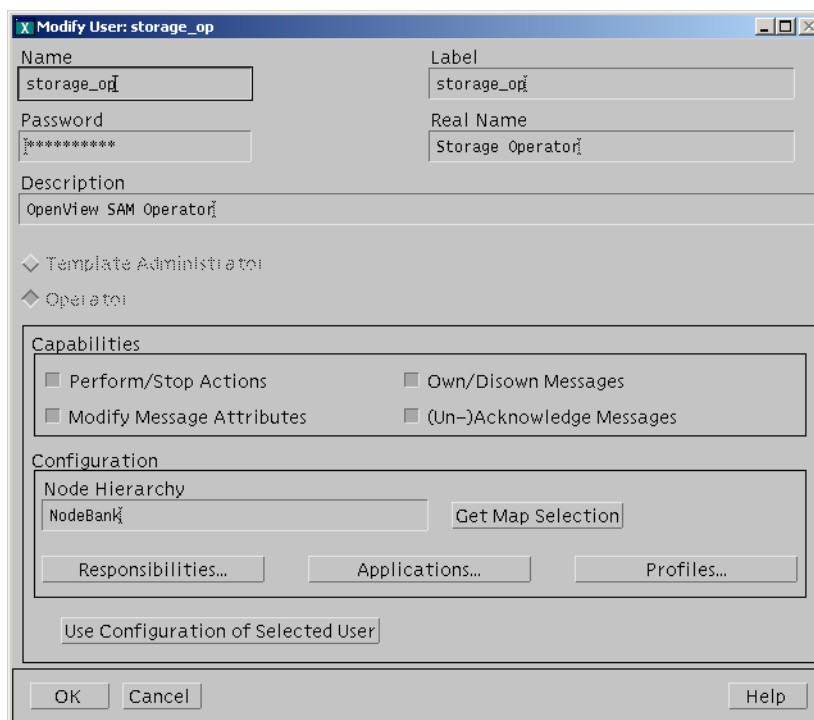 Modify User: storage_op
Name
Label
storage_op
storage_op
Password
Real Name
**********
Storage Operator
Description
OpenView SAM Operator
Template Administrator
Operator
Capabilities
Perform/Stop Actions
Own/Disown Messages
Modify Message Attributes
(Un-)Acknowledge Messages
Configuration
Node Hierarchy
NodeBank
Get Map Selection
Responsibilities...
Applications...
Profiles...
Use Configuration of Selected User
OK
Cancel
Help